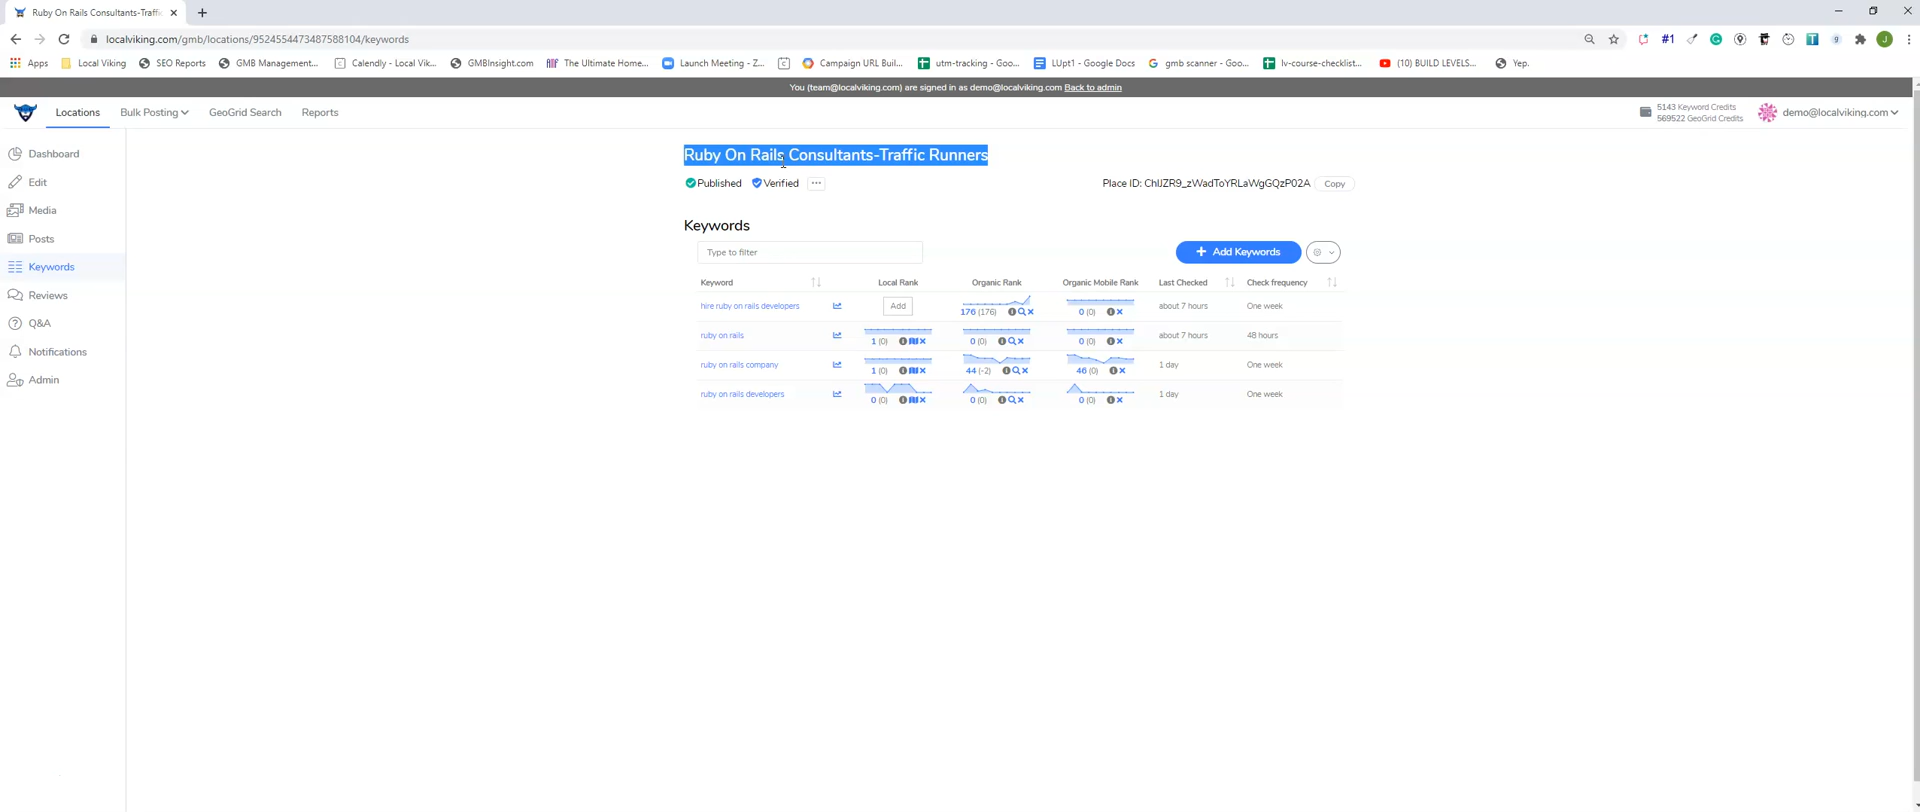 Ruby On Rails Consultants-Traffic
localviking.com/gmb/locations/9524554473487588104/keywords
#1
9
J
Apps
Local Viking
SEO Reports
GMB Management...
Calendly - Local Vik...
GMBInsight.com
The Ultimate Home...
Launch Meeting - Z...
Campaign URL Buil...
utm-tracking - Goo...
LUpt1 - Google Docs
gmb scanner - Goo...
lv-course-checklist...
(10) BUILD LEVELS...
Yep.
You (team@localviking.com) are signed in as demo@localviking.com Back to admin
Locations
Bulk Posting
GeoGrid Search
Reports
5143 Keyword Credits
569522 GeoGrid Credits
demo@localviking.com
Dashboard
Edit
Media
Posts
Keywords
Reviews
Q&A
Notifications
Admin
Ruby On Rails Consultants-Traffic Runners
Published Verified ...
Place ID: ChIJZR9_zWadToYRLaWgGQzP02A Copy
Keywords
Type to filter
+ Add Keywords
Keyword Local Rank Organic Rank Organic Mobile Rank Last Checked Check frequency
hire ruby on rails developers Add 176 (176) 0 (0) about 7 hours One week
ruby on rails 1 (0) 0 (0) 0 (0) about 7 hours 48 hours
ruby on rails company 1 (0) 44 (-2) 46 (0) 1 day One week
ruby on rails developers 0 (0) 0 (0) 0 (0) 1 day One week